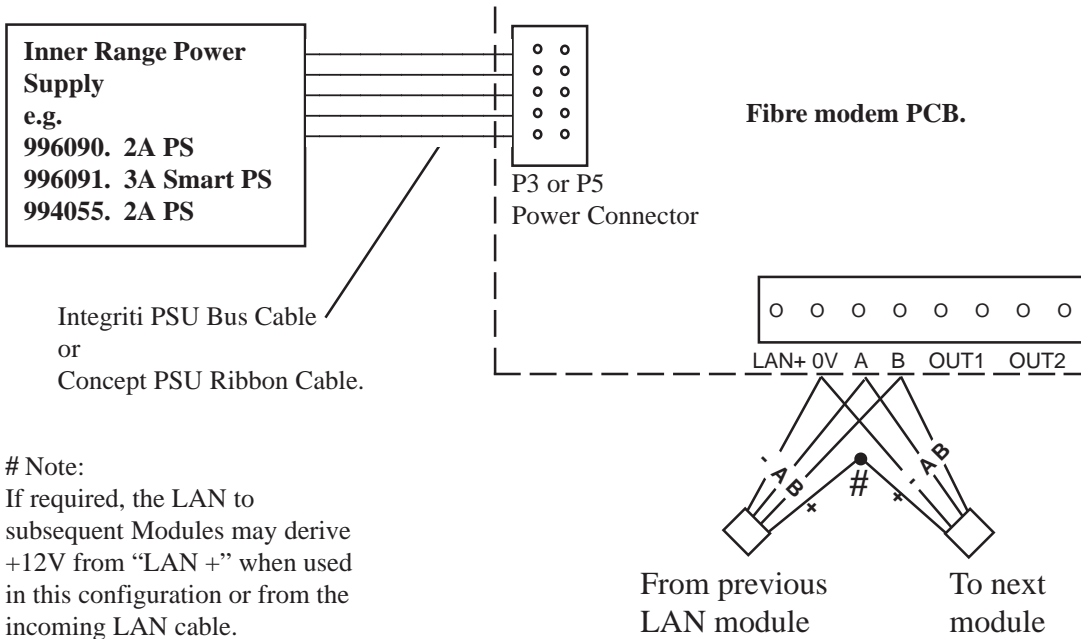 Inner Range Power
Supply
e.g.
996090. 2A PS
996091. 3A Smart PS
994055. 2A PS
Fibre modem PCB.
P3 or P5
Power Connector
Integriti PSU Bus Cable
or
Concept PSU Ribbon Cable.
LAN+ 0V A B OUT1 OUT2
- A B +
#
+ - A B
# Note:
If required, the LAN to
subsequent Modules may derive
+12V from “LAN +” when used
in this configuration or from the
incoming LAN cable.
From previous
LAN module
To next
module